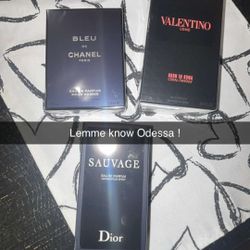 BLEU
DE
CHANEL
PARIS
EAU DE PARFUM
VALENTINO
UOMO
BORN IN ROMA
Lemme know Odessa !
SAUVAGE
EAU DE PARFUM
Dior